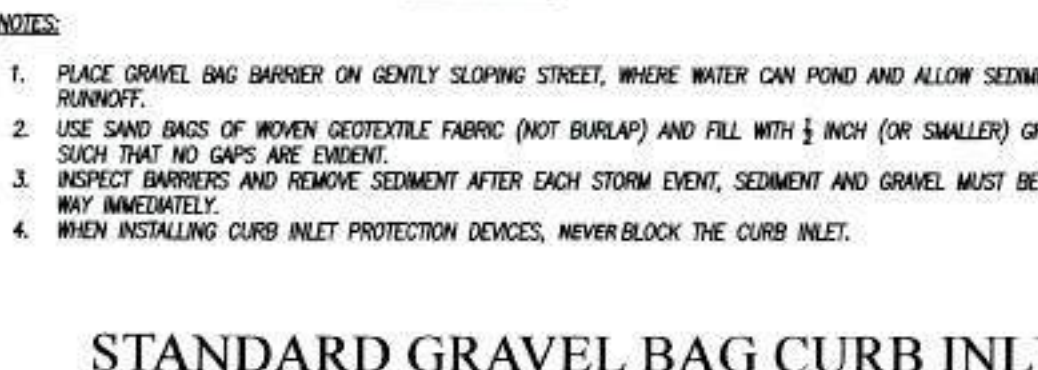 NOTES:
1. PLACE GRAVEL BAG BARRIER ON GENTLY SLOPING STREET, WHERE WATER CAN POND AND ALLOW SEDIM
RUNNOFF.
2. USE SAND BAGS OF WOVEN GEOTEXTILE FABRIC (NOT BURLAP) AND FILL WITH INCH (OR SMALLER) GR
SUCH THAT NO GAPS ARE EVIDENT.
3. INSPECT BARRIERS AND REMOVE SEDIMENT AFTER EACH STORM EVENT, SEDIMENT AND GRAVEL MUST BE
WAY IMMEDIATELY.
4. WHEN INSTALLING CURB INLET PROTECTION DEVICES, NEVER BLOCK THE CURB INLET.
STANDARD GRAVEL BAG CURB INL